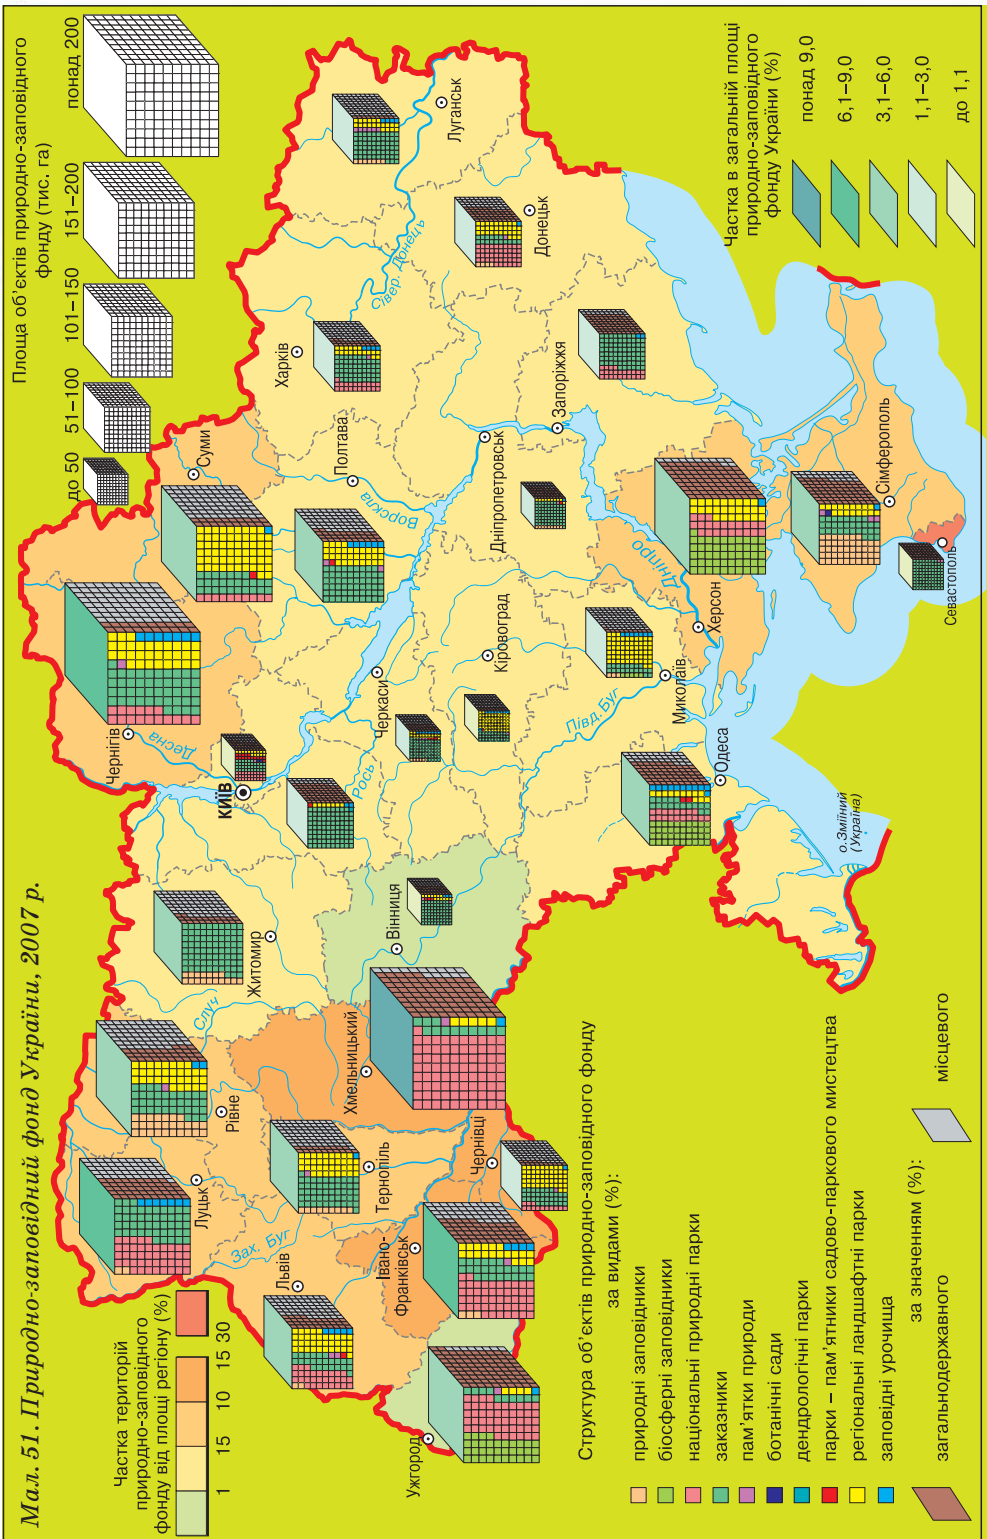 Мал. 51. Природно-заповідний фонд України, 2007 р.
Площа об'єктів природно-заповідного
фонду (тис. га)
до 50
51–100
101–150
151–200
понад 200
Частка територій
природно-заповідного
фонду від площі регіону (%)
1
15
10
15
30
Луцьк
Рівне
Житомир
КИЇВ
Чернігів
Суми
Полтава
Харків
Луганськ
Донецьк
Запоріжжя
Дніпропетровськ
Черкаси
Кіровоград
Вінниця
Хмельницький
Тернопіль
Львів
Івано-
Франківськ
Чернівці
Ужгород
Одеса
Миколаїв
Херсон
Сімферополь
Севастополь
Случ
Зах. Буг
Десна
Рось
Ворскла
Сівер. Донець
Півд. Буг
Дніпро
о.Зміїний
(Україна)
Структура об'єктів природно-заповідного фонду
за видами (%):
природні заповідники
біосферні заповідники
національні природні парки
заказники
пам'ятки природи
ботанічні сади
дендрологічні парки
парки – пам'ятники садово-паркового мистецтва
регіональні ландшафтні парки
заповідні урочища
за значенням (%):
загальнодержавного
місцевого
Частка в загальній площі
природно-заповідного
фонду України (%)
понад 9,0
6,1–9,0
3,1–6,0
1,1–3,0
до 1,1